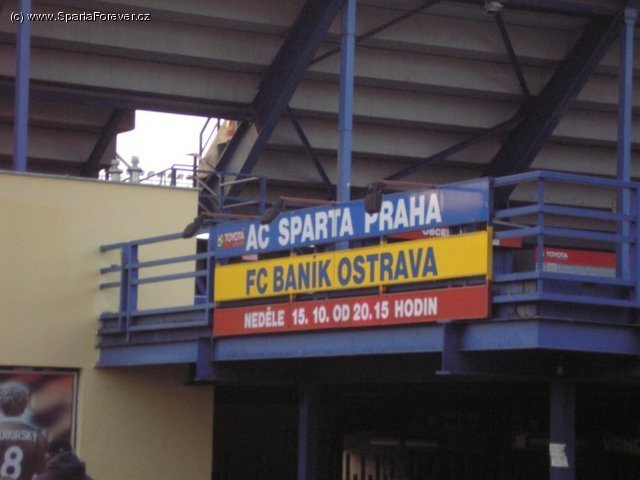 (c) www.SpartaForever.cz
TOYOTA AC SPARTA PRAHA
FC BANÍK OSTRAVA
NEDĚLE 15. 10. OD 20.15 HODIN
TOYOTA
OBORSKÝ
8